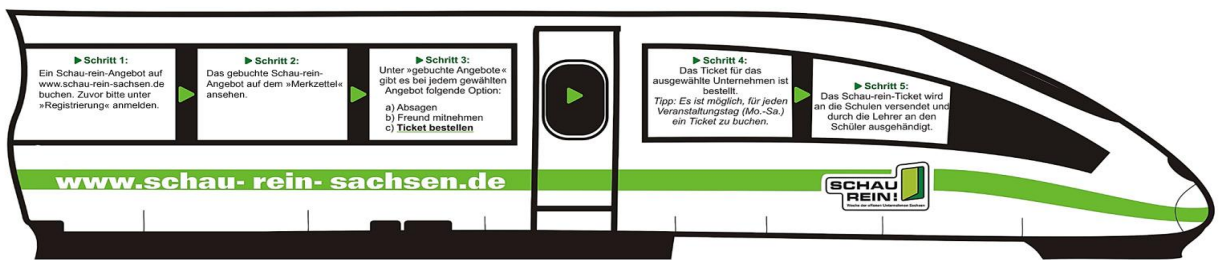 ▶ Schritt 1:
Ein Schau-rein-Angebot auf
www.schau-rein-sachsen.de
buchen. Zuvor bitte unter
»Registrierung« anmelden.
▶ Schritt 2:
Das gebuchte Schau-rein-
Angebot auf dem »Merkzettel«
ansehen.
▶ Schritt 3:
Unter »gebuchte Angebote«
gibt es bei jedem gewählten
Angebot folgende Option:
a) Absagen
b) Freund mitnehmen
c) Ticket bestellen
▶ Schritt 4:
Das Ticket für das
ausgewählte Unternehmen ist
bestellt.
Tipp: Es ist möglich, für jeden
Veranstaltungstag (Mo.-Sa.)
ein Ticket zu buchen.
▶ Schritt 5:
Das Schau-rein-Ticket wird
an die Schulen versendet und
durch die Lehrer an den
Schüler ausgehändigt.
www.schau- rein- sachsen.de
SCHAU
REIN!
Woche der offenen Unternehmen Sachsen